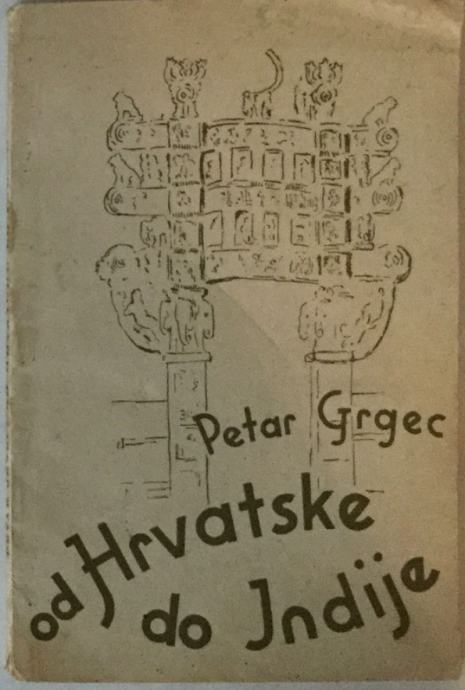 Petar Grgec
od Hrvatske
do Indije